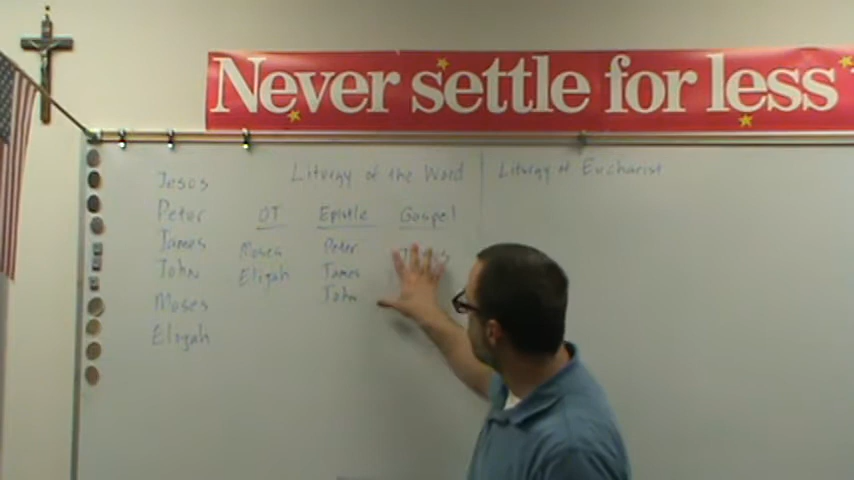 Never settle for less
Liturgy of the Word
Liturgy of Eucharist
Jesus
Peter
James
John
Moses
Elijah
OT Epistle Gospel
Moses Peter
Elijah James
John